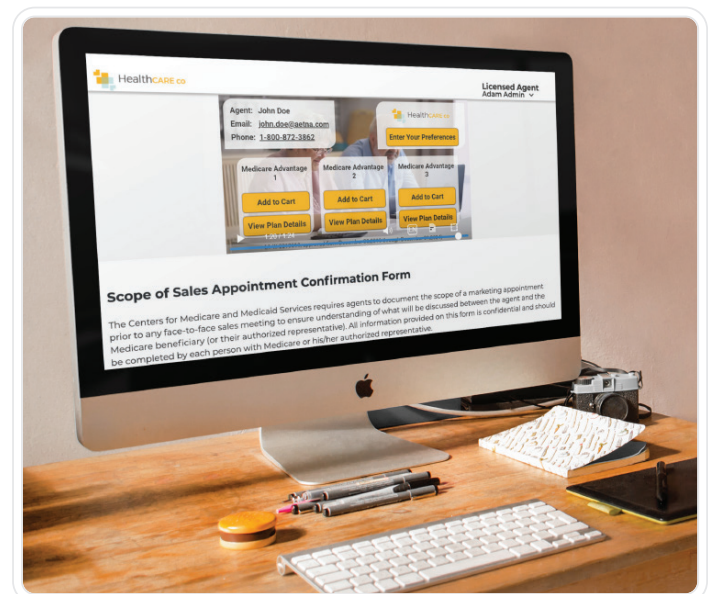 HealthCARE CO
Licensed Agent
Adam Admin
Agent: John Doe
Email: john.doe@aetna.com
Phone: 1-800-872-3862
HealthCARE CO
Enter Your Preferences
Medicare Advantage
1
Add to Cart
View Plan Details
Medicare Advantage
2
Add to Cart
View Plan Details
Medicare Advantage
3
Add to Cart
View Plan Details
1:20 / 1:24
Scope of Sales Appointment Confirmation Form
The Centers for Medicare and Medicaid Services requires agents to document the scope of a marketing appointment
prior to any face-to-face sales meeting to ensure understanding of what will be discussed between the agent and the
Medicare beneficiary (or their authorized representative). All information provided on this form is confidential and should
be completed by each person with Medicare or his/her authorized representative.